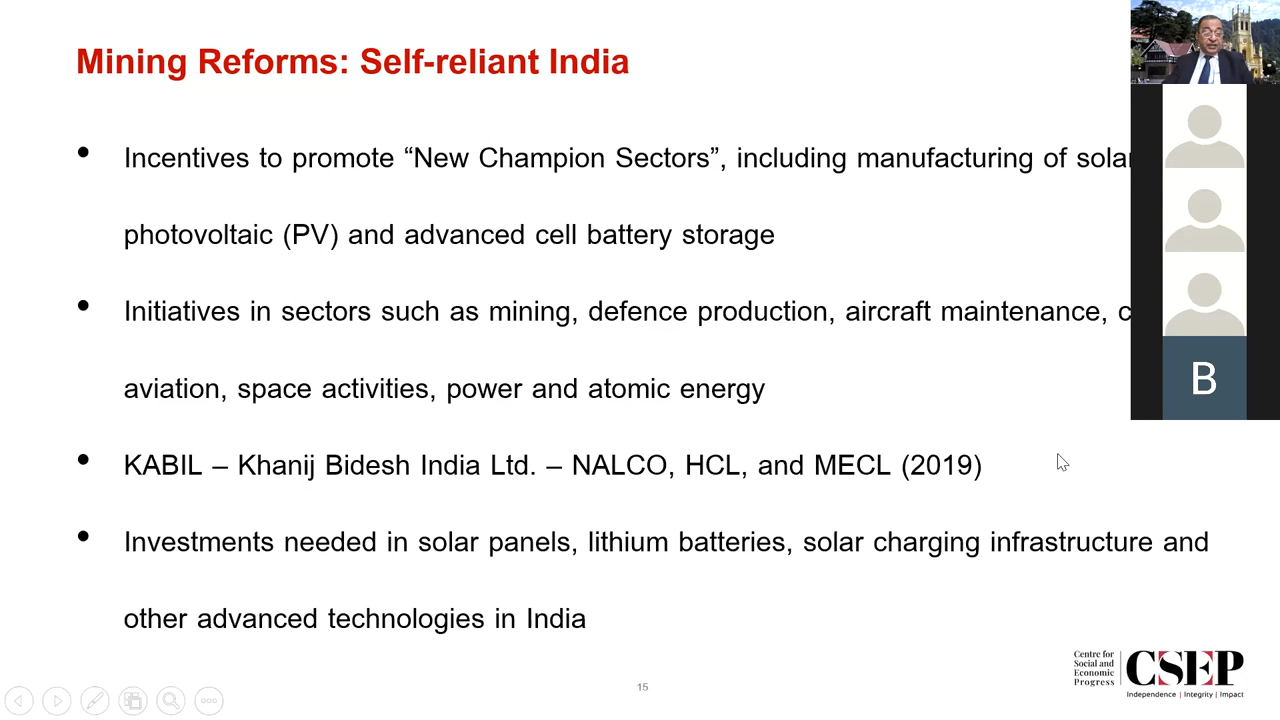 Mining Reforms: Self-reliant India
• Incentives to promote “New Champion Sectors”, including manufacturing of solar
photovoltaic (PV) and advanced cell battery storage
• Initiatives in sectors such as mining, defence production, aircraft maintenance,
aviation, space activities, power and atomic energy
• KABIL – Khanij Bidesh India Ltd. – NALCO, HCL, and MECL (2019)
• Investments needed in solar panels, lithium batteries, solar charging infrastructure and
other advanced technologies in India
B
15
Centre for
Social and
Economic
Progress
CSEP
Independence | Integrity | Impact